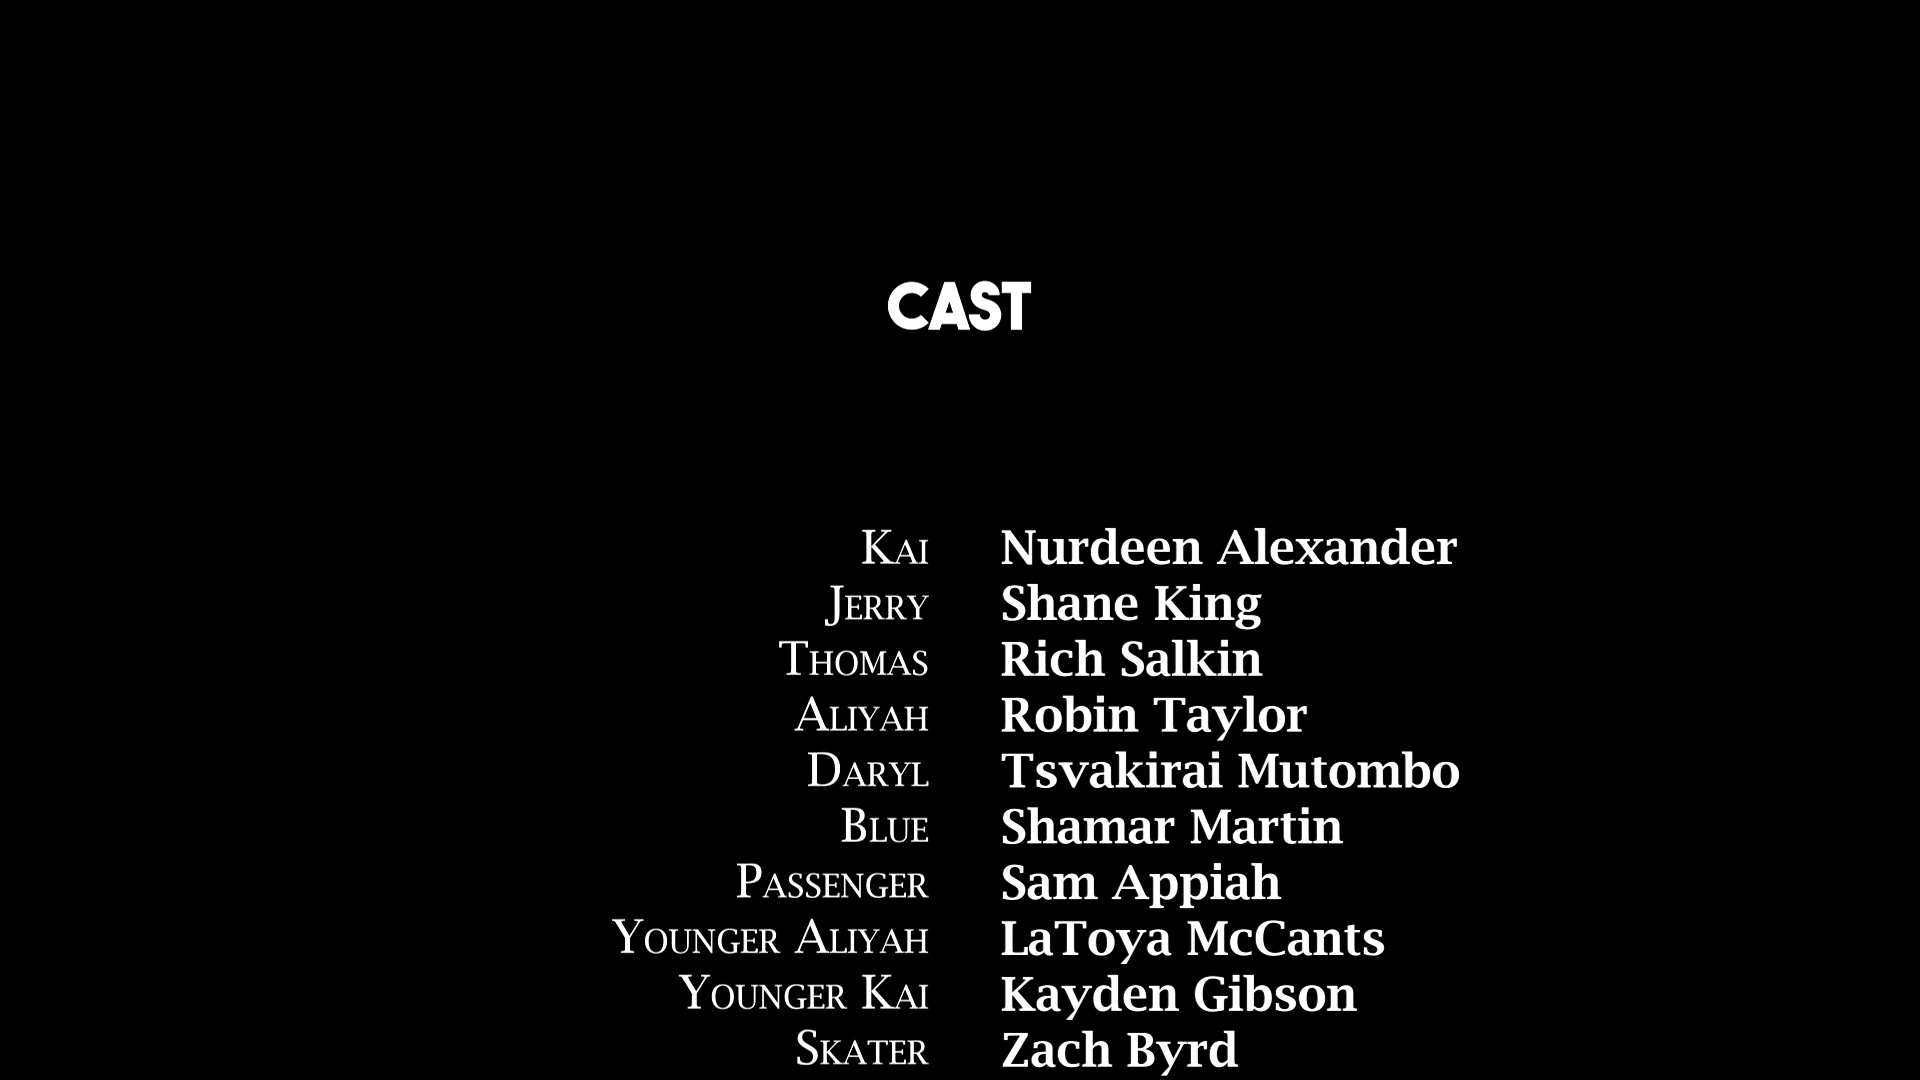 CAST
Kai Nurdeen Alexander
Jerry Shane King
Thomas Rich Salkin
Aliyah Robin Taylor
Daryl Tsvakirai Mutombo
Blue Shamar Martin
Passenger Sam Appiah
Younger Aliyah LaToya McCants
Younger Kai Kayden Gibson
Skater Zach Byrd